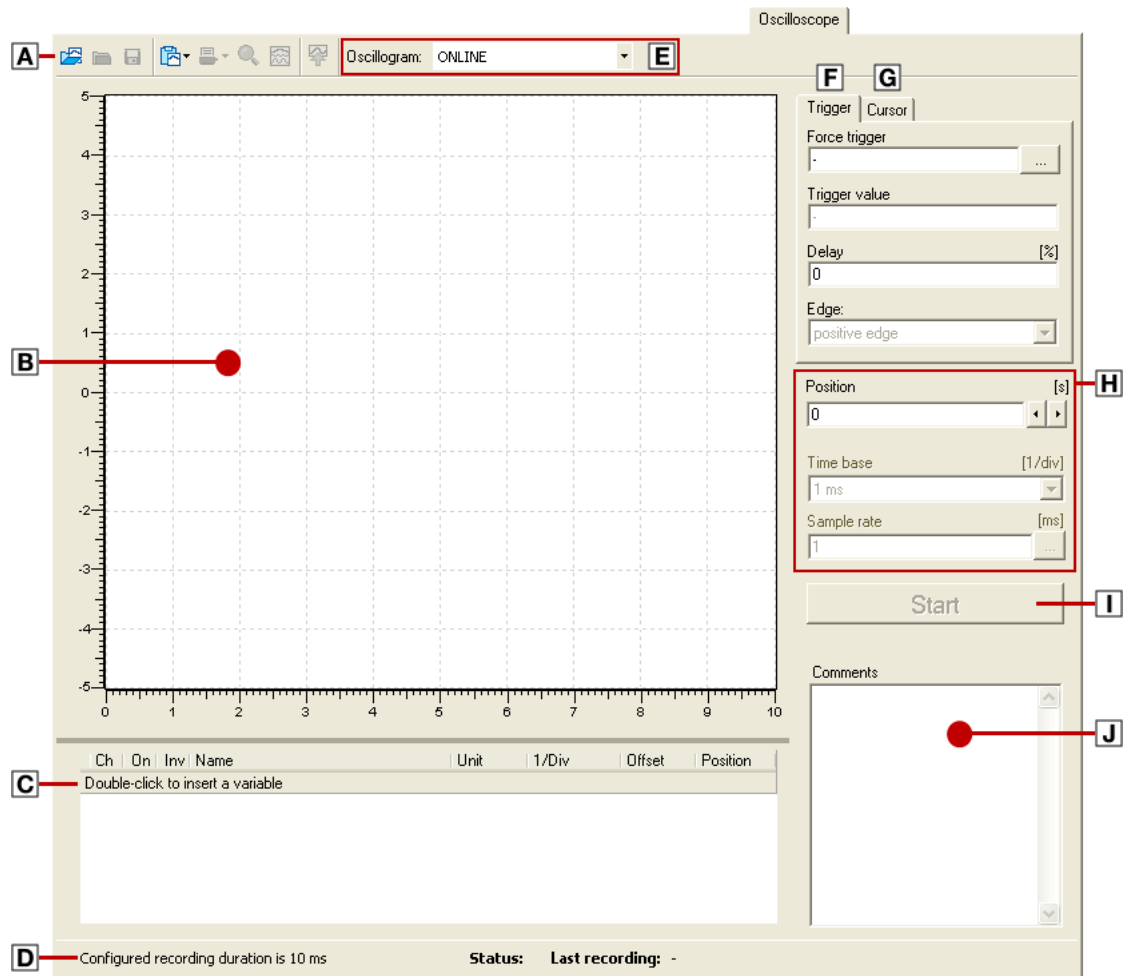 Oscilloscope
A
Oscillogram: ONLINE
E
F
G
Trigger
Cursor
Force trigger
-
...
Trigger value
-
Delay [%]
0
Edge:
positive edge
H
Position [s]
0
Time base [1/div]
1 ms
Sample rate [ms]
1
...
Start
I
Comments
J
B
5
4
3
2
1
0
-1
-2
-3
-4
-5
0 1 2 3 4 5 6 7 8 9 10
Ch On Inv Name Unit 1/Div Offset Position
C
Double-click to insert a variable
D
Configured recording duration is 10 ms Status: Last recording: -